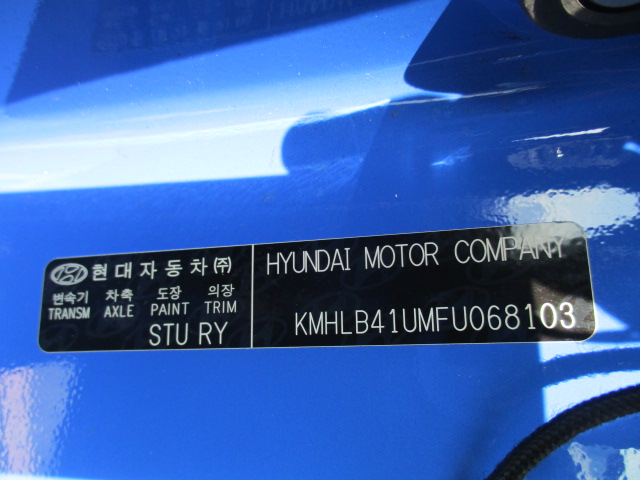 현대자동차㈜
변속기 차축 도장 의장
TRANSM AXLE PAINT TRIM
STU RY
HYUNDAI MOTOR COMPANY
KMHLB41UMFU068103